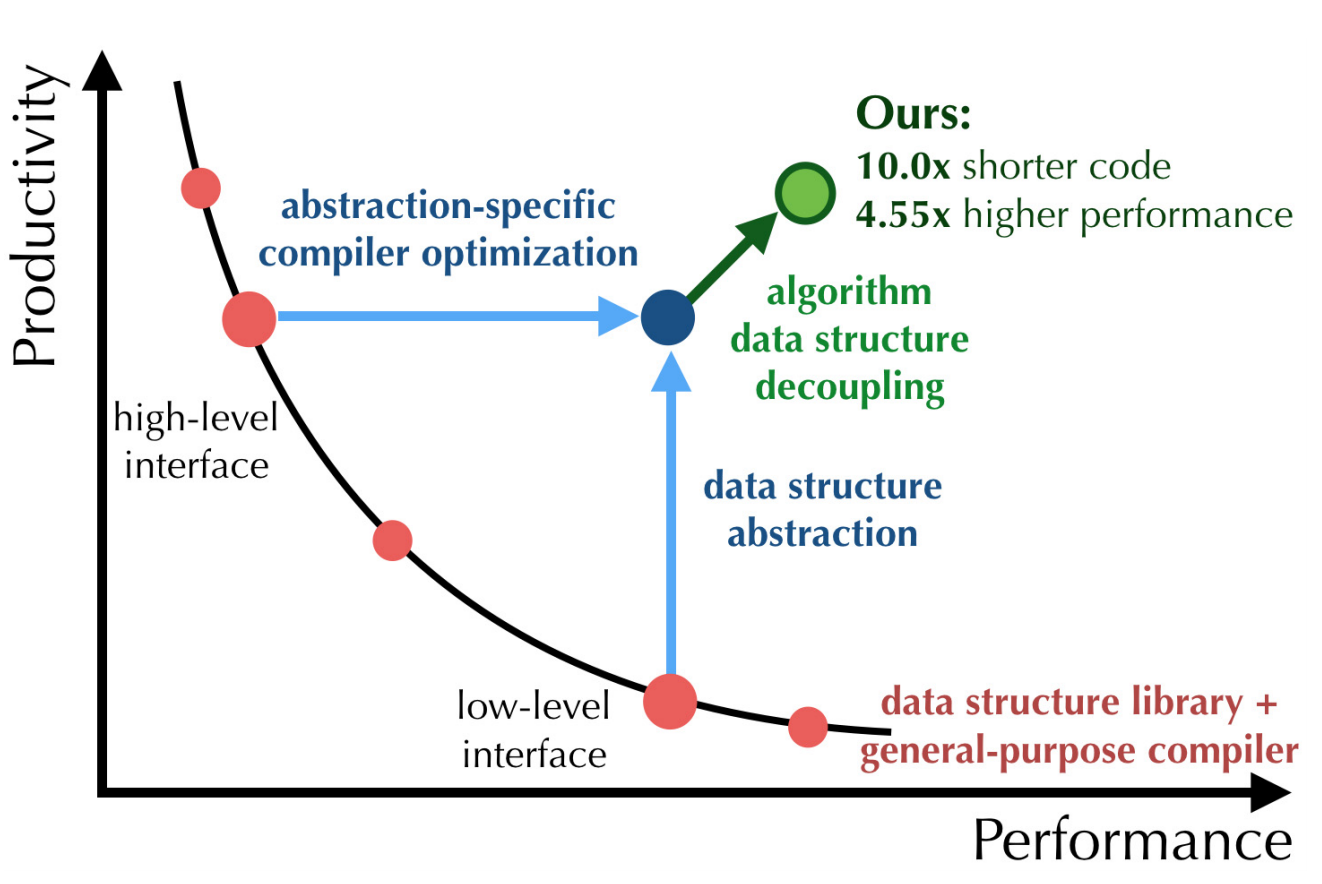 Productivity
Ours:
10.0x shorter code
4.55x higher performance
abstraction-specific
compiler optimization
algorithm
data structure
decoupling
high-level
interface
data structure
abstraction
low-level
interface
data structure library +
general-purpose compiler
Performance